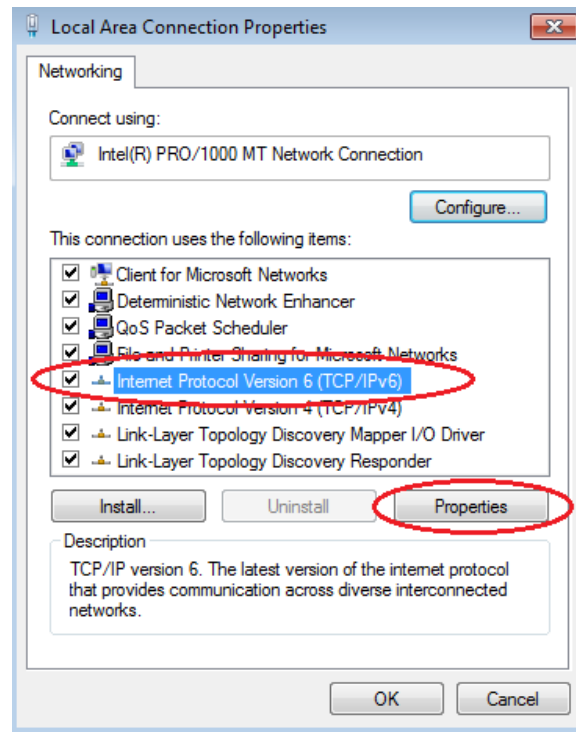 Local Area Connection Properties
Networking
Connect using:
Intel(R) PRO/1000 MT Network Connection
Configure...
This connection uses the following items:
Client for Microsoft Networks
Deterministic Network Enhancer
QoS Packet Scheduler
File and Printer Sharing for Microsoft Networks
Internet Protocol Version 6 (TCP/IPv6)
Internet Protocol Version 4 (TCP/IPv4)
Link-Layer Topology Discovery Mapper I/O Driver
Link-Layer Topology Discovery Responder
Install... Uninstall Properties
Description
TCP/IP version 6. The latest version of the internet protocol
that provides communication across diverse interconnected
networks.
OK Cancel